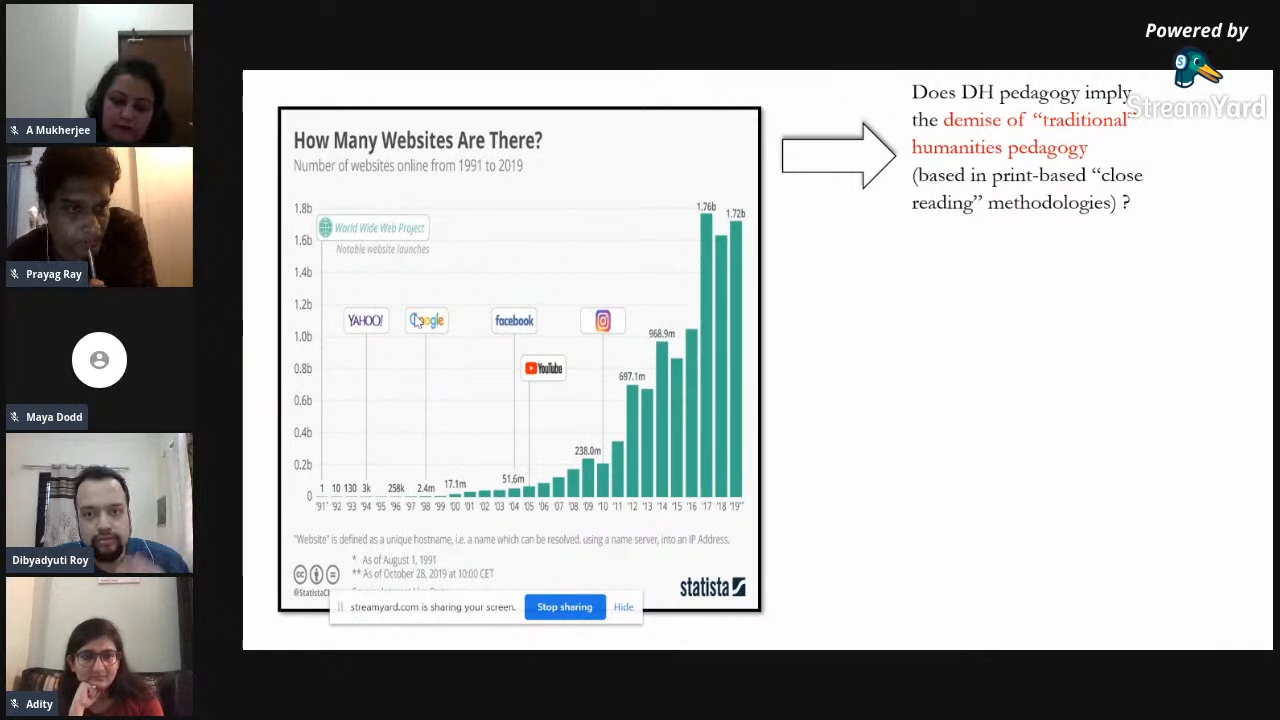 Powered by
StreamYard
A Mukherjee
Prayag Ray
Maya Dodd
Dibyadyuti Roy
Adity
How Many Websites Are There?
Number of websites online from 1991 to 2019
1.8b
1.6b
1.4b
1.2b
1.0b
0.8b
0.6b
0.4b
0.2b
0
World Wide Web Project
Notable website launches
YAHOO!
Google
facebook
YouTube
1 10 130 3k 258k 2.4m 17.1m 51.6m 238.0m 697.1m 968.9m 1.76b 1.72b
'91* '92 '93 '94 '95 '96 '97 '98 '99 '00 '01 '02 '03 '04 '05 '06 '07 '08 '09 '10 '11 '12 '13 '14 '15 '16 '17 '18 '19**
"Website" is defined as a unique hostname, i.e. a name which can be resolved, using a name server, into an IP Address.
* As of August 1, 1991
** As of October 28, 2019 at 10:00 CET
statista
streamyard.com is sharing your screen.
Stop sharing
Hide
Does DH pedagogy imply
the demise of “traditional”
humanities pedagogy
(based in print-based “close
reading” methodologies) ?